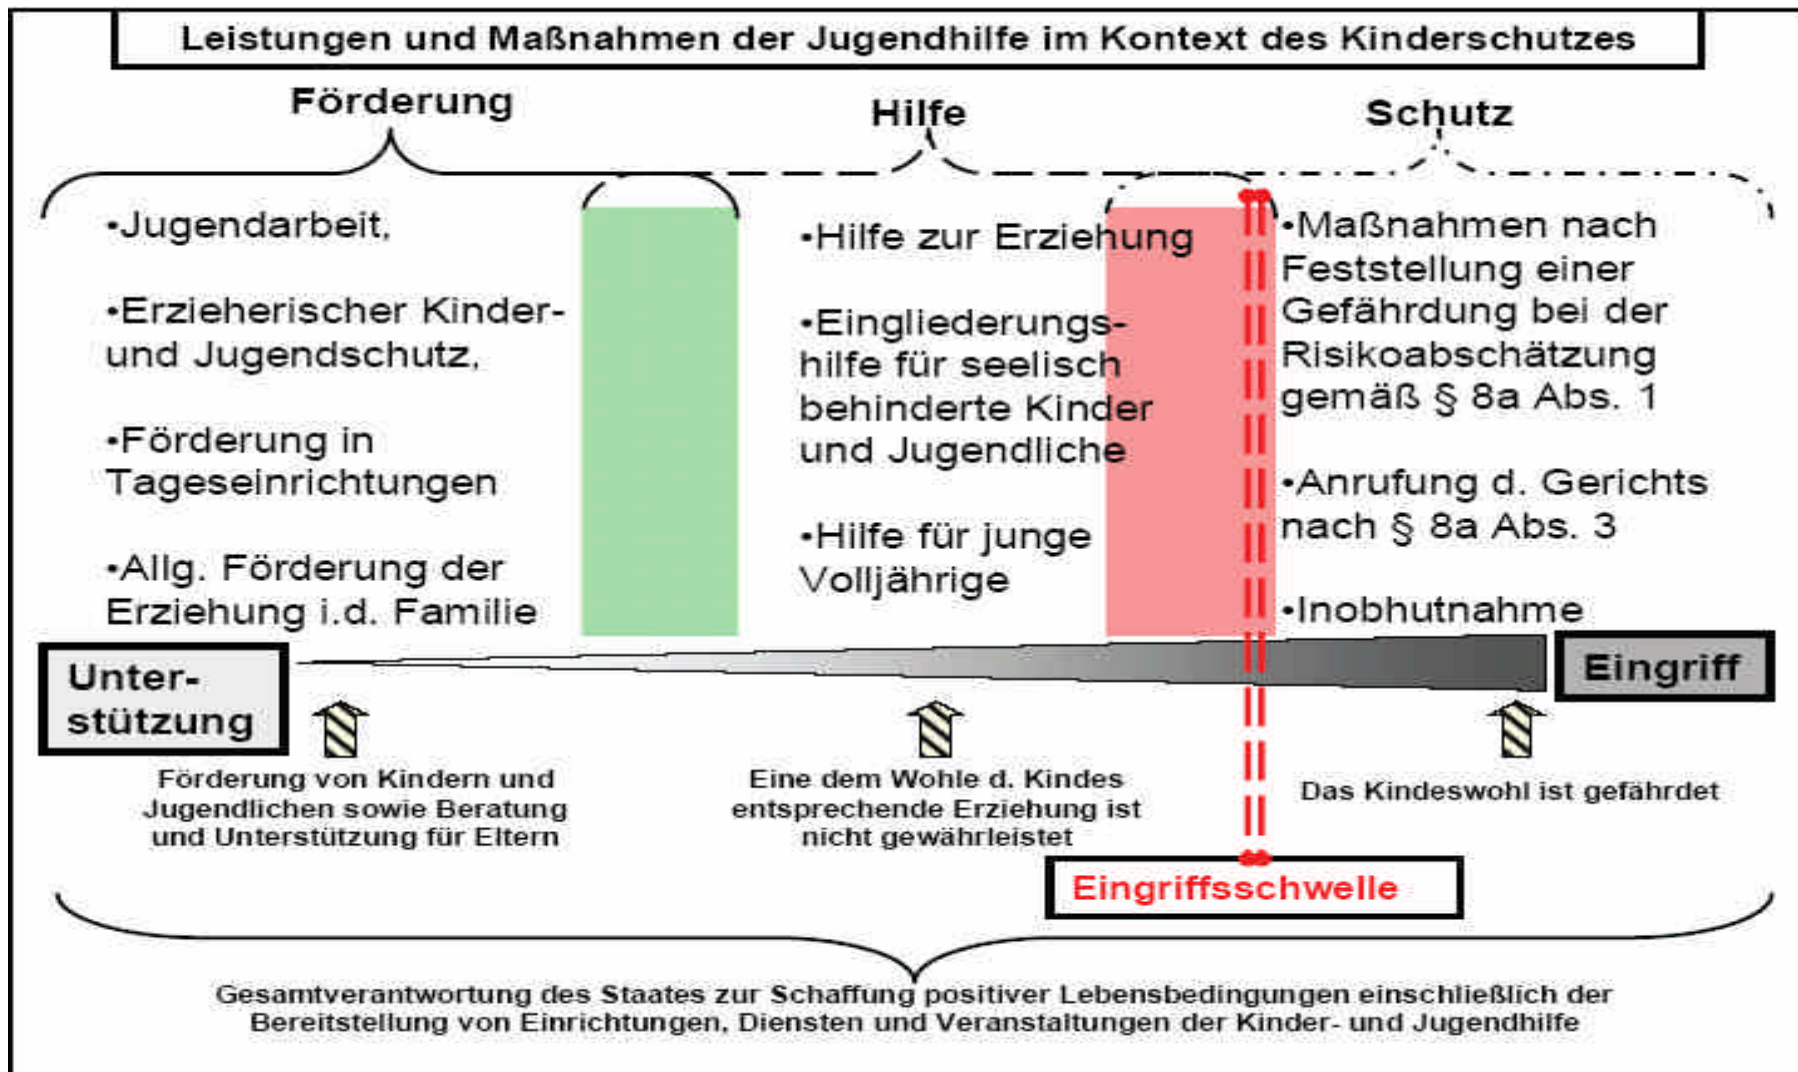 Leistungen und Maßnahmen der Jugendhilfe im Kontext des Kinderschutzes
Förderung
Hilfe
Schutz
•Jugendarbeit,
•Erzieherischer Kinder-
und Jugendschutz,
•Förderung in
Tageseinrichtungen
•Allg. Förderung der
Erziehung i.d. Familie
•Hilfe zur Erziehung
•Eingliederungs-
hilfe für seelisch
behinderte Kinder
und Jugendliche
•Hilfe für junge
Volljährige
•Maßnahmen nach
Feststellung einer
Gefährdung bei der
Risikoabschätzung
gemäß § 8a Abs. 1
•Anrufung d. Gerichts
nach § 8a Abs. 3
•Inobhutnahme
Unter-
stützung
Eingriff
Förderung von Kindern und
Jugendlichen sowie Beratung
und Unterstützung für Eltern
Eine dem Wohle d. Kindes
entsprechende Erziehung ist
nicht gewährleistet
Das Kindeswohl ist gefährdet
Eingriffsschwelle
Gesamtverantwortung des Staates zur Schaffung positiver Lebensbedingungen einschließlich der
Bereitstellung von Einrichtungen, Diensten und Veranstaltungen der Kinder- und Jugendhilfe